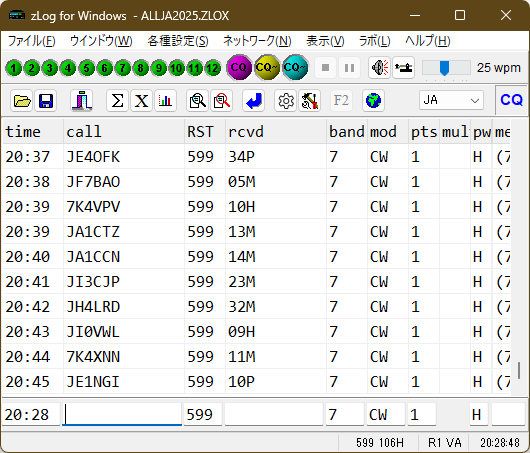 zLog for Windows - ALLJA2025.ZLOX
ファイル(F) ウインドウ(W) 各種設定(S) ネットワーク(N) 表示(V) ラボ(L) ヘルプ(H)
1 2 3 4 5 6 7 8 9 10 11 12 CQ CQ~ CQ~ 25 wpm
Σ X F2 JA CQ
time call RST rcvd band mod pts mul pw me
20:37 JE4OFK 599 34P 7 CW 1 H (7
20:38 JF7BAO 599 05M 7 CW 1 H (7
20:39 7K4VPV 599 10H 7 CW 1 H (7
20:39 JA1CTZ 599 13M 7 CW 1 H (7
20:40 JA1CCN 599 14M 7 CW 1 H (7
20:41 JI3CJP 599 23M 7 CW 1 H (7
20:42 JH4LRD 599 32M 7 CW 1 H (7
20:43 JI0VWL 599 09H 7 CW 1 H (7
20:44 7K4XNN 599 11M 7 CW 1 H (7
20:45 JE1NGI 599 10P 7 CW 1 H (7
20:28 599 7 CW 1 H
599 106H R1 VA 20:28:48